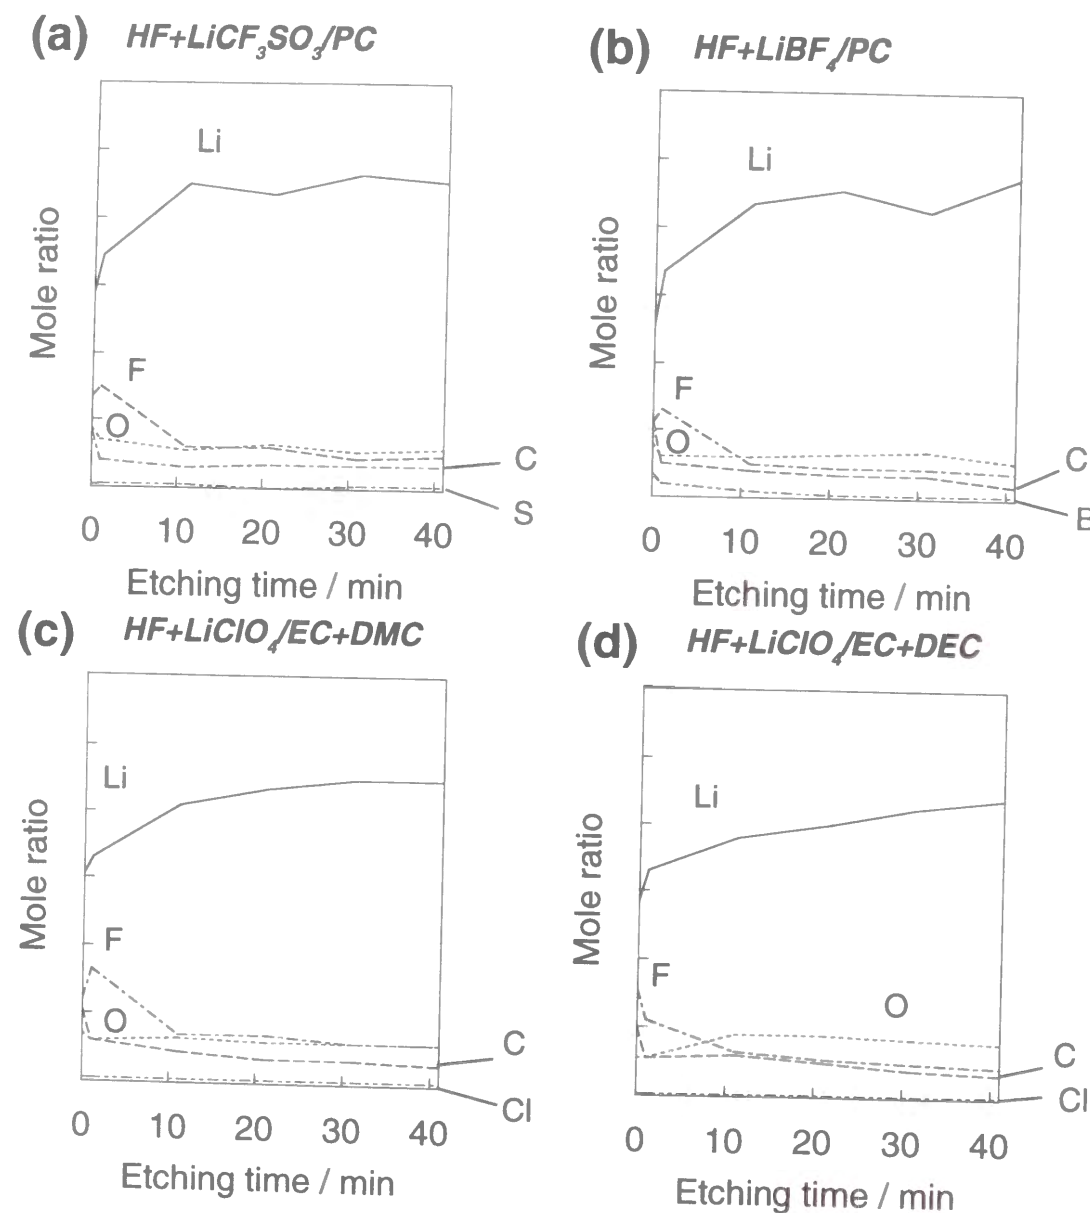 (a) HF+LiCF3SO3/PC
Li
Mole ratio
F
O
C
S
0 10 20 30 40
Etching time / min
(b) HF+LiBF4/PC
Li
Mole ratio
F
O
C
B
0 10 20 30 40
Etching time / min
(c) HF+LiClO4/EC+DMC
Li
Mole ratio
F
O
C
Cl
0 10 20 30 40
Etching time / min
(d) HF+LiClO4/EC+DEC
Li
Mole ratio
F
O
C
Cl
0 10 20 30 40
Etching time / min